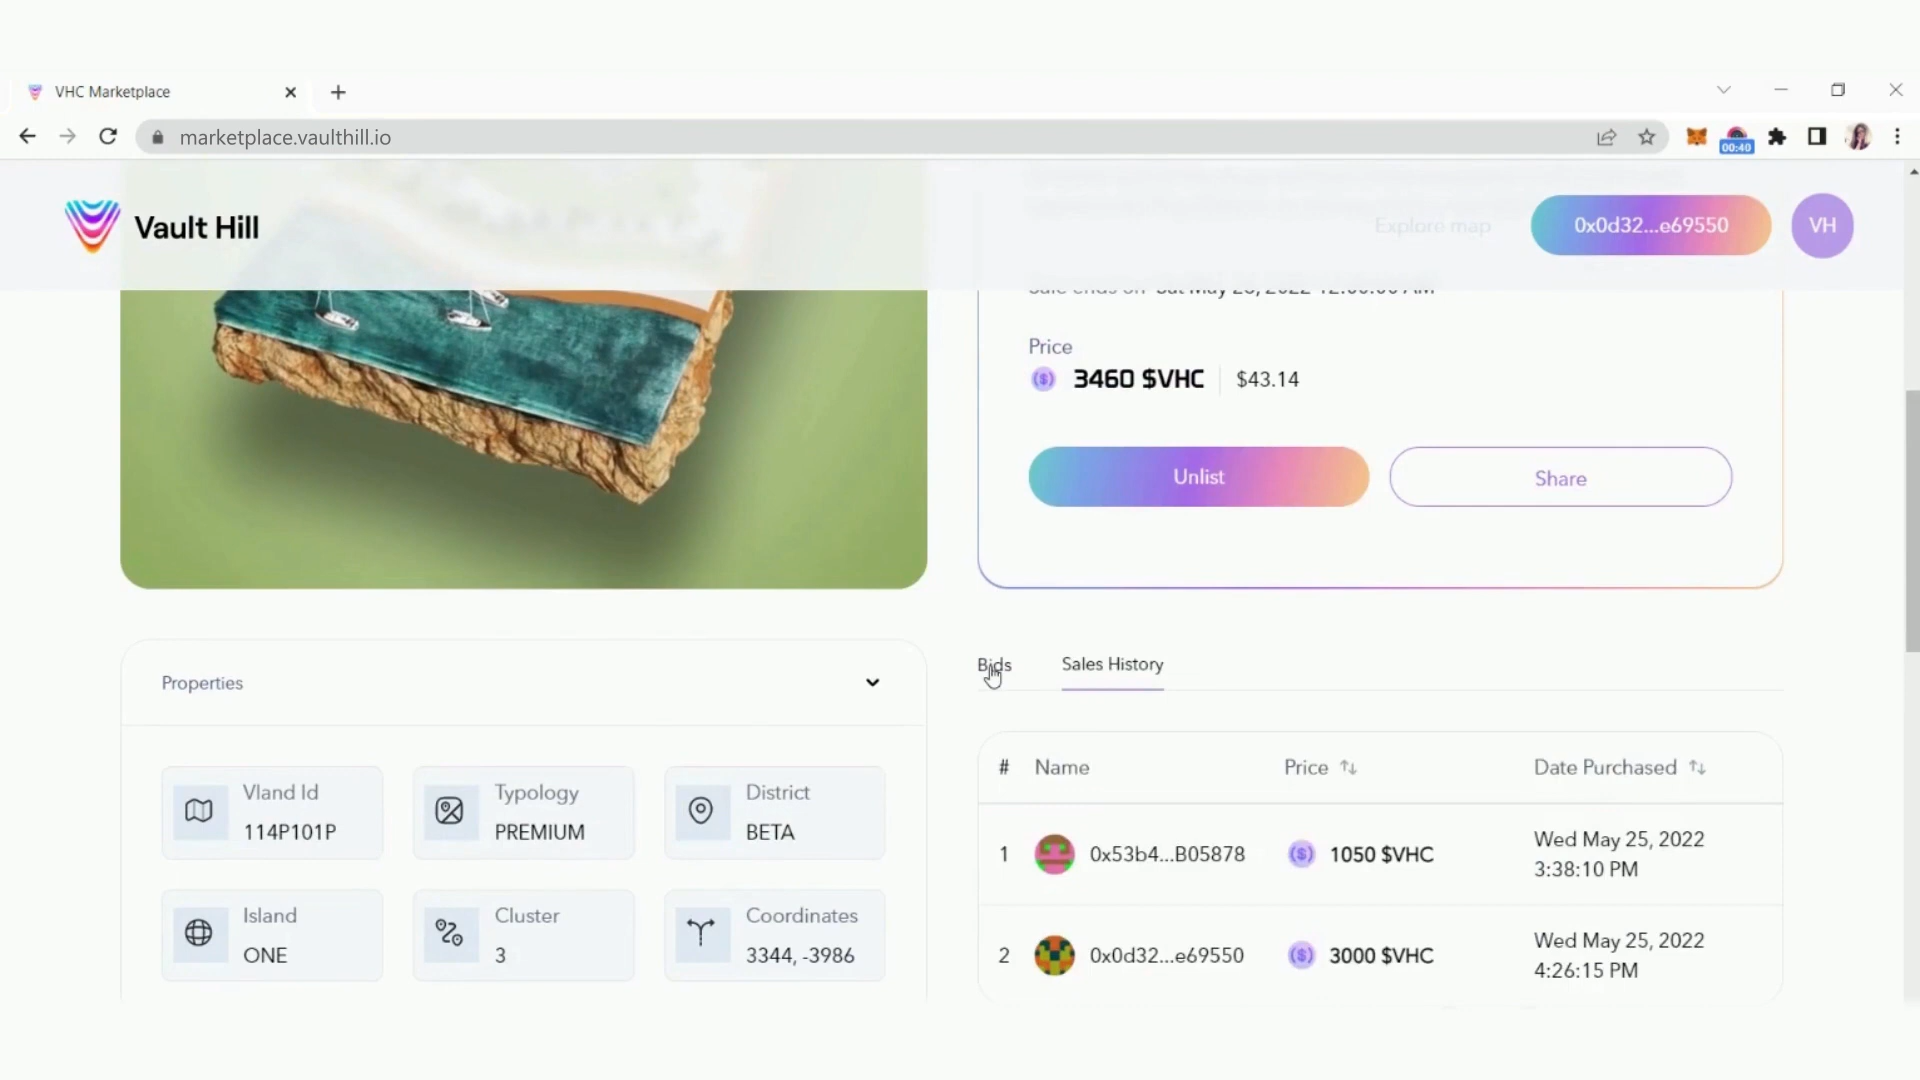 VHC Marketplace
marketplace.vaulthill.io
00:40
Vault Hill
Explore map
0x0d32...e69550
VH
Price
3460 $VHC
$43.14
Unlist
Share
Properties
Bids
Sales History
Vland Id
114P101P
Typology
PREMIUM
District
BETA
Island
ONE
Cluster
3
Coordinates
3344, -3986
# Name Price Date Purchased
1 0x53b4...B05878 ($) 1050 $VHC Wed May 25, 2022
3:38:10 PM
2 0x0d32...e69550 ($) 3000 $VHC Wed May 25, 2022
4:26:15 PM